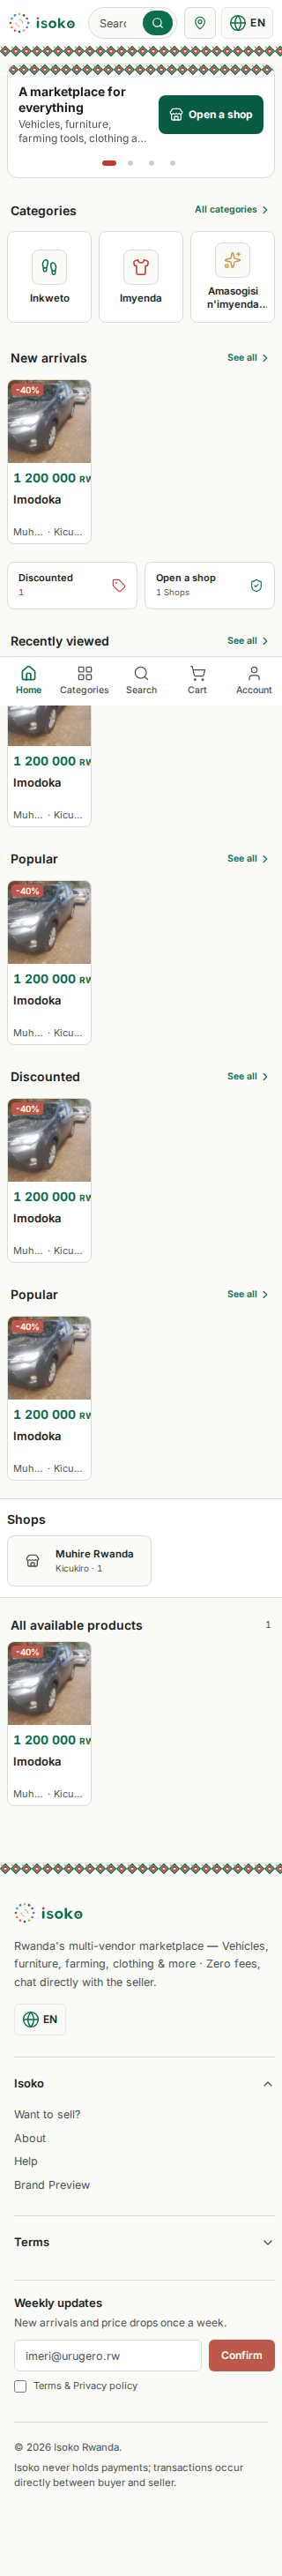 isoko
Searc
EN
A marketplace for
everything
Vehicles, furniture,
farming tools, clothing a...
Open a shop
Categories
All categories
Inkweto
Imyenda
Amasogisi
n'imyenda...
New arrivals
See all
-40%
1 200 000 RW
Imodoka
Muh... · Kicu...
Discounted
1
Open a shop
1 Shops
Recently viewed
See all
Home
Categories
Search
Cart
Account
1 200 000 RW
Imodoka
Muh... · Kicu...
Popular
See all
-40%
1 200 000 RW
Imodoka
Muh... · Kicu...
Discounted
See all
-40%
1 200 000 RW
Imodoka
Muh... · Kicu...
Popular
See all
-40%
1 200 000 RW
Imodoka
Muh... · Kicu...
Shops
Muhire Rwanda
Kicukiro · 1
All available products
1
-40%
1 200 000 RW
Imodoka
Muh... · Kicu...
isoko
Rwanda's multi-vendor marketplace — Vehicles,
furniture, farming, clothing & more · Zero fees,
chat directly with the seller.
EN
Isoko
Want to sell?
About
Help
Brand Preview
Terms
Weekly updates
New arrivals and price drops once a week.
imeri@urugero.rw
Confirm
Terms & Privacy policy
© 2026 Isoko Rwanda.
Isoko never holds payments; transactions occur
directly between buyer and seller.